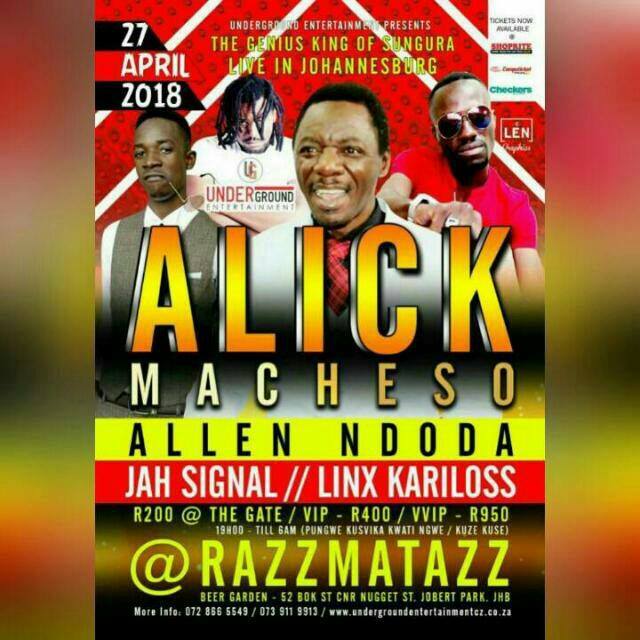 27
APRIL
2018
UNDERGROUND ENTERTAINMENT PRESENTS
THE GENIUS KING OF SUNGURA
LIVE IN JOHANNESBURG
TICKETS NOW
AVAILABLE
@
SHOPRITE
Computicket
Checkers
LEN
Graphics
UG
UNDERGROUND
ENTERTAINMENT
ALICK
MACHESO
ALLEN NDODA
JAH SIGNAL // LINX KARILOSS
R200 @ THE GATE / VIP - R400 / VVIP - R950
19H00 - TILL 6AM (PUNGWE KUSVIKA KWATI NGWE / KUZE KUSE)
@RAZZMATAZZ
BEER GARDEN - 52 BOK ST CNR NUGGET ST. JOBERT PARK. JHB
More Info: 072 866 5549 / 073 911 9913 / www.undergroundentertainmentcz.co.za